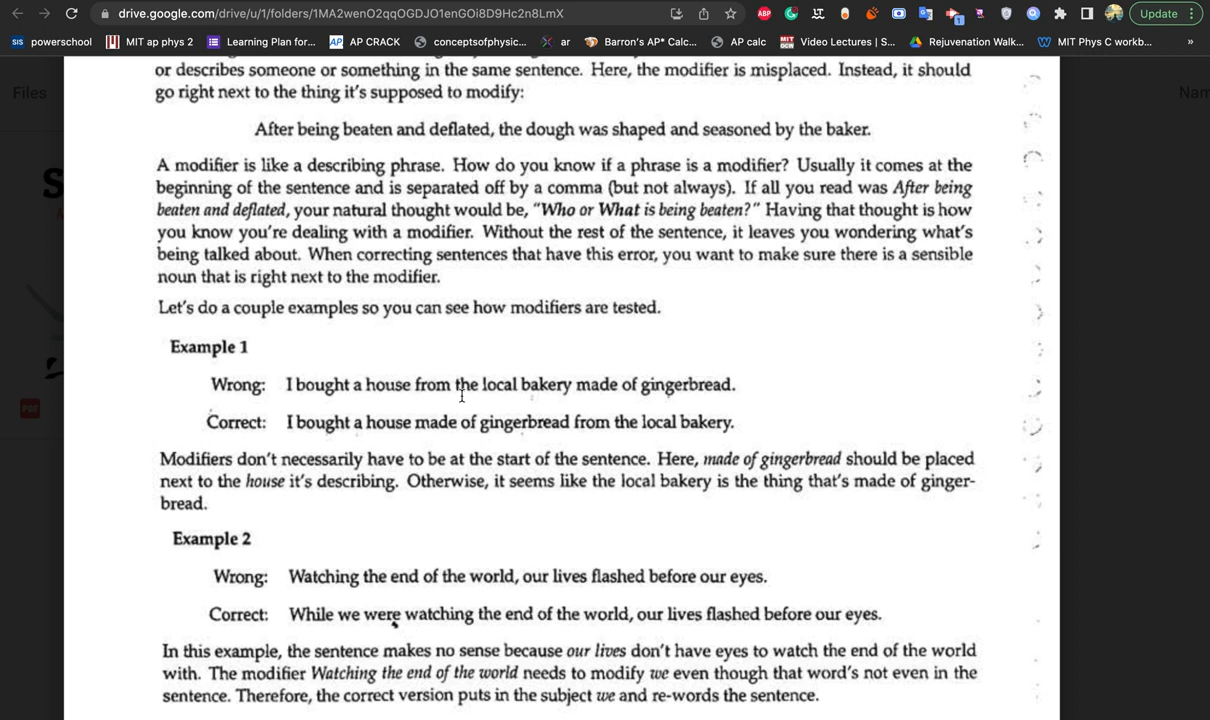 drive.google.com/drive/u/1/folders/1MA2wenO2qqOGDJO1enGOi8D9Hc2n8LmX
Update
SIS powerschool MIT ap phys 2 Learning Plan for... AP AP CRACK conceptsofphysic... ar Barron's AP* Calc... AP calc MIT OCW Video Lectures | S... Rejuvenation Walk... MIT Phys C workb... »
Files
Nam
or describes someone or something in the same sentence. Here, the modifier is misplaced. Instead, it should
go right next to the thing it's supposed to modify:
After being beaten and deflated, the dough was shaped and seasoned by the baker.
A modifier is like a describing phrase. How do you know if a phrase is a modifier? Usually it comes at the
beginning of the sentence and is separated off by a comma (but not always). If all you read was After being
beaten and deflated, your natural thought would be, "Who or What is being beaten?" Having that thought is how
you know you're dealing with a modifier. Without the rest of the sentence, it leaves you wondering what's
being talked about. When correcting sentences that have this error, you want to make sure there is a sensible
noun that is right next to the modifier.
Let's do a couple examples so you can see how modifiers are tested.
Example 1
Wrong: I bought a house from the local bakery made of gingerbread.
Correct: I bought a house made of gingerbread from the local bakery.
Modifiers don't necessarily have to be at the start of the sentence. Here, made of gingerbread should be placed
next to the house it's describing. Otherwise, it seems like the local bakery is the thing that's made of ginger-
bread.
Example 2
Wrong: Watching the end of the world, our lives flashed before our eyes.
Correct: While we were watching the end of the world, our lives flashed before our eyes.
In this example, the sentence makes no sense because our lives don't have eyes to watch the end of the world
with. The modifier Watching the end of the world needs to modify we even though that word's not even in the
sentence. Therefore, the correct version puts in the subject we and re-words the sentence.